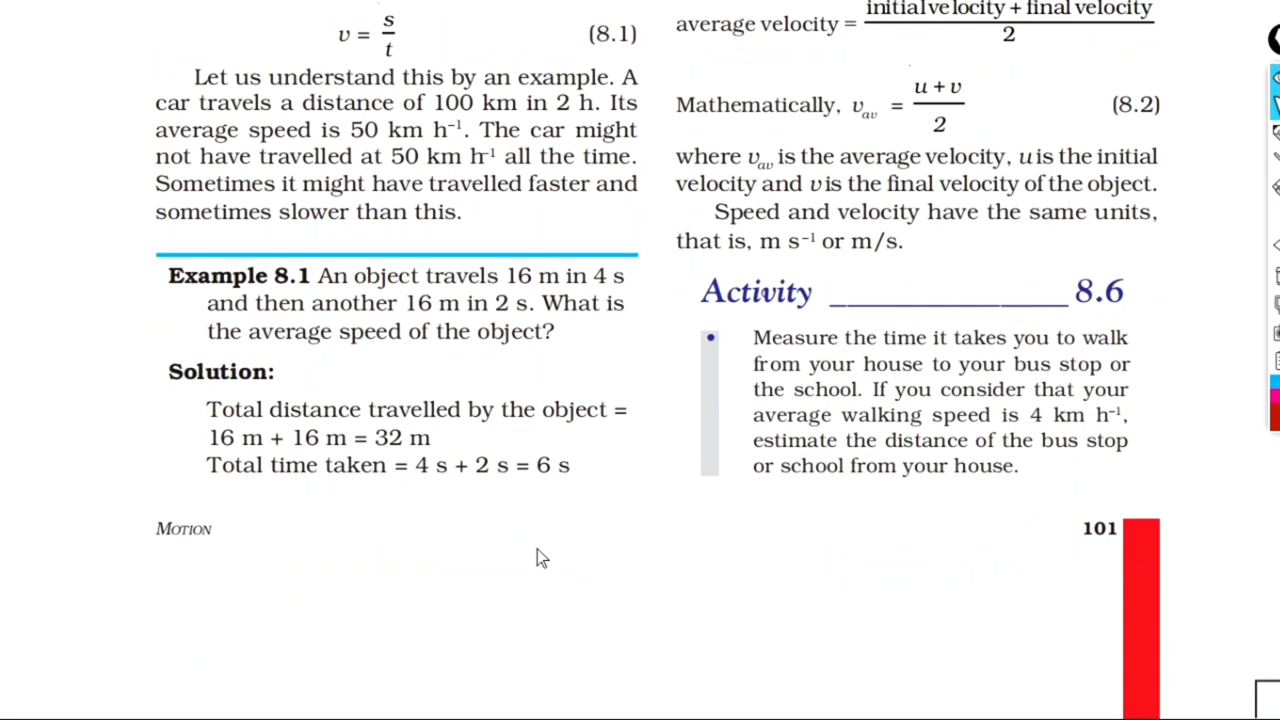 v = s/t (8.1)
Let us understand this by an example. A
car travels a distance of 100 km in 2 h. Its
average speed is 50 km h⁻¹. The car might
not have travelled at 50 km h⁻¹ all the time.
Sometimes it might have travelled faster and
sometimes slower than this.
Example 8.1 An object travels 16 m in 4 s
and then another 16 m in 2 s. What is
the average speed of the object?
Solution:
Total distance travelled by the object =
16 m + 16 m = 32 m
Total time taken = 4 s + 2 s = 6 s
average velocity = initial velocity + final velocity / 2
Mathematically, v_av = u + v / 2 (8.2)
where v_av is the average velocity, u is the initial
velocity and v is the final velocity of the object.
Speed and velocity have the same units,
that is, m s⁻¹ or m/s.
Activity ______________ 8.6
• Measure the time it takes you to walk
from your house to your bus stop or
the school. If you consider that your
average walking speed is 4 km h⁻¹,
estimate the distance of the bus stop
or school from your house.
MOTION
101